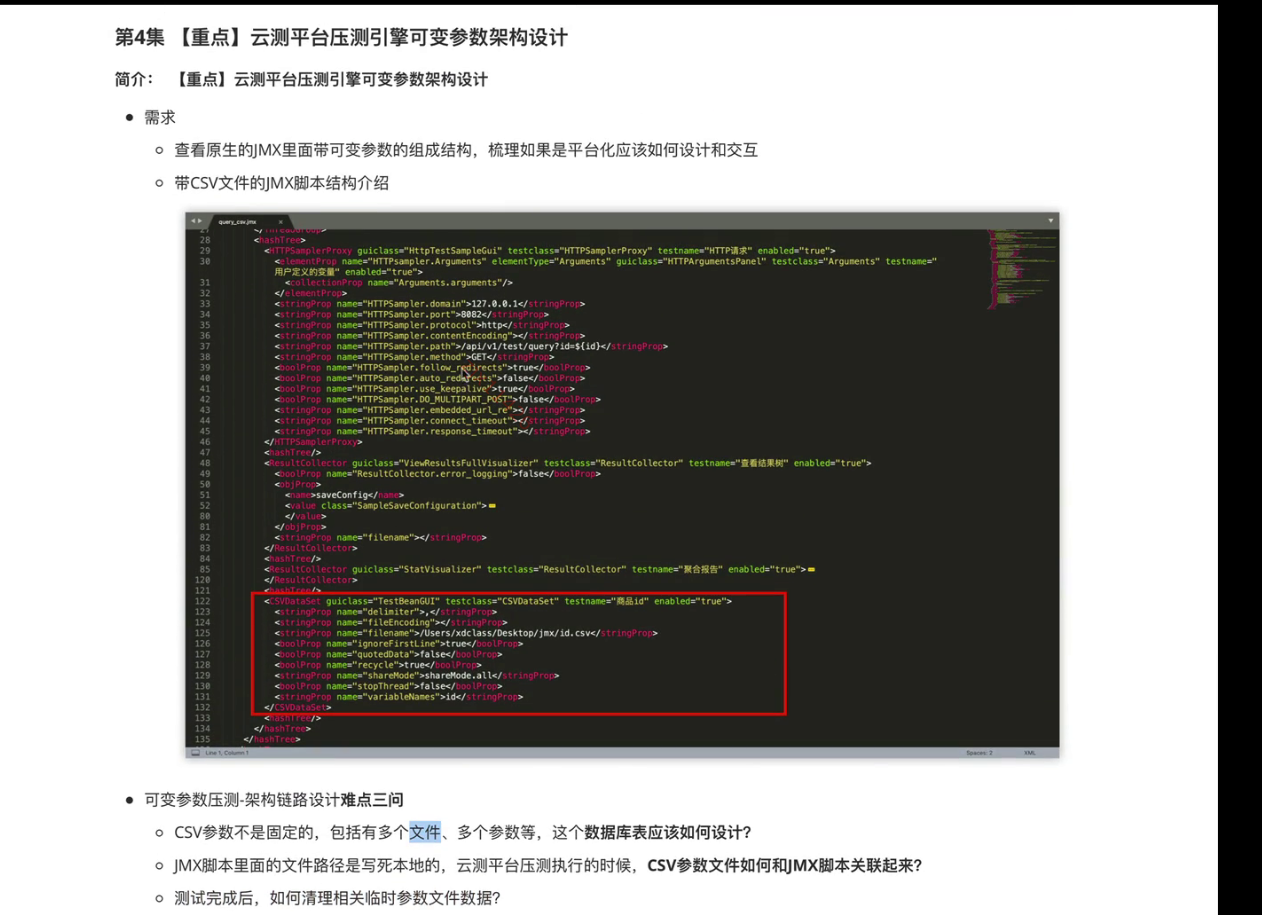 第4集 【重点】云测平台压测引擎可变参数架构设计
简介： 【重点】云测平台压测引擎可变参数架构设计
需求
查看原生的JMX里面带可变参数的组成结构，梳理如果是平台化应该如何设计和交互
带CSV文件的JMX脚本结构介绍
query_csv.jmx
27 </ThreadGroup>
28 <hashTree>
29 <HTTPSamplerProxy guiclass="HttpTestSampleGui" testclass="HTTPSamplerProxy" testname="HTTP请求" enabled="true">
30 <elementProp name="HTTPsampler.Arguments" elementType="Arguments" guiclass="HTTPArgumentsPanel" testclass="Arguments" testname="
用户定义的变量" enabled="true">
31 <collectionProp name="Arguments.arguments"/>
32 </elementProp>
33 <stringProp name="HTTPSampler.domain">127.0.0.1</stringProp>
34 <stringProp name="HTTPSampler.port">8082</stringProp>
35 <stringProp name="HTTPSampler.protocol">http</stringProp>
36 <stringProp name="HTTPSampler.contentEncoding"></stringProp>
37 <stringProp name="HTTPSampler.path">/api/v1/test/query?id=${id}</stringProp>
38 <stringProp name="HTTPSampler.method">GET</stringProp>
39 <boolProp name="HTTPSampler.follow_redirects">true</boolProp>
40 <boolProp name="HTTPSampler.auto_redirects">false</boolProp>
41 <boolProp name="HTTPSampler.use_keepalive">true</boolProp>
42 <boolProp name="HTTPSampler.DO_MULTIPART_POST">false</boolProp>
43 <stringProp name="HTTPSampler.embedded_url_re"></stringProp>
44 <stringProp name="HTTPSampler.connect_timeout"></stringProp>
45 <stringProp name="HTTPSampler.response_timeout"></stringProp>
46 </HTTPSamplerProxy>
47 <hashTree/>
48 <ResultCollector guiclass="ViewResultsFullVisualizer" testclass="ResultCollector" testname="查看结果树" enabled="true">
49 <boolProp name="ResultCollector.error_logging">false</boolProp>
50 <objProp>
51 <name>saveConfig</name>
52 <value class="SampleSaveConfiguration">
80 </value>
81 </objProp>
82 <stringProp name="filename"></stringProp>
83 </ResultCollector>
84 <hashTree/>
85 <ResultCollector guiclass="StatVisualizer" testclass="ResultCollector" testname="聚合报告" enabled="true">
120 </ResultCollector>
121 <hashTree/>
122 <CSVDataSet guiclass="TestBeanGUI" testclass="CSVDataSet" testname="商品id" enabled="true">
123 <stringProp name="delimiter">,</stringProp>
124 <stringProp name="fileEncoding"></stringProp>
125 <stringProp name="filename">/Users/xdclass/Desktop/jmx/id.csv</stringProp>
126 <boolProp name="ignoreFirstLine">true</boolProp>
127 <boolProp name="quotedData">false</boolProp>
128 <boolProp name="recycle">true</boolProp>
129 <stringProp name="shareMode">shareMode.all</stringProp>
130 <boolProp name="stopThread">false</boolProp>
131 <stringProp name="variableNames">id</stringProp>
132 </CSVDataSet>
133 <hashTree/>
134 </hashTree>
135 </hashTree>
Line 1, Column 1 Spaces: 2 XML
可变参数压测-架构链路设计难点三问
CSV参数不是固定的，包括有多个文件、多个参数等，这个数据库表应该如何设计?
JMX脚本里面的文件路径是写死本地的，云测平台压测执行的时候，CSV参数文件如何和JMX脚本关联起来?
测试完成后，如何清理相关临时参数文件数据?